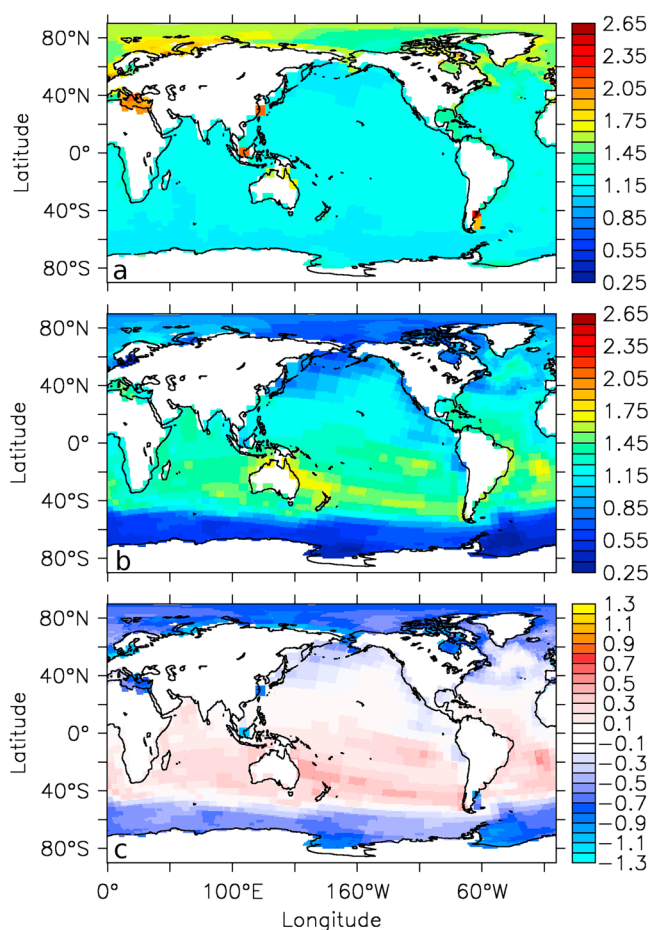 80°N
40°N
0°
40°S
80°S
Latitude
a
2.65
2.35
2.05
1.75
1.45
1.15
0.85
0.55
0.25
80°N
40°N
0°
40°S
80°S
Latitude
b
2.65
2.35
2.05
1.75
1.45
1.15
0.85
0.55
0.25
80°N
40°N
0°
40°S
80°S
Latitude
c
1.3
1.1
0.9
0.7
0.5
0.3
0.1
-0.1
-0.3
-0.5
-0.7
-0.9
-1.1
-1.3
0° 100°E 160°W 60°W
Longitude